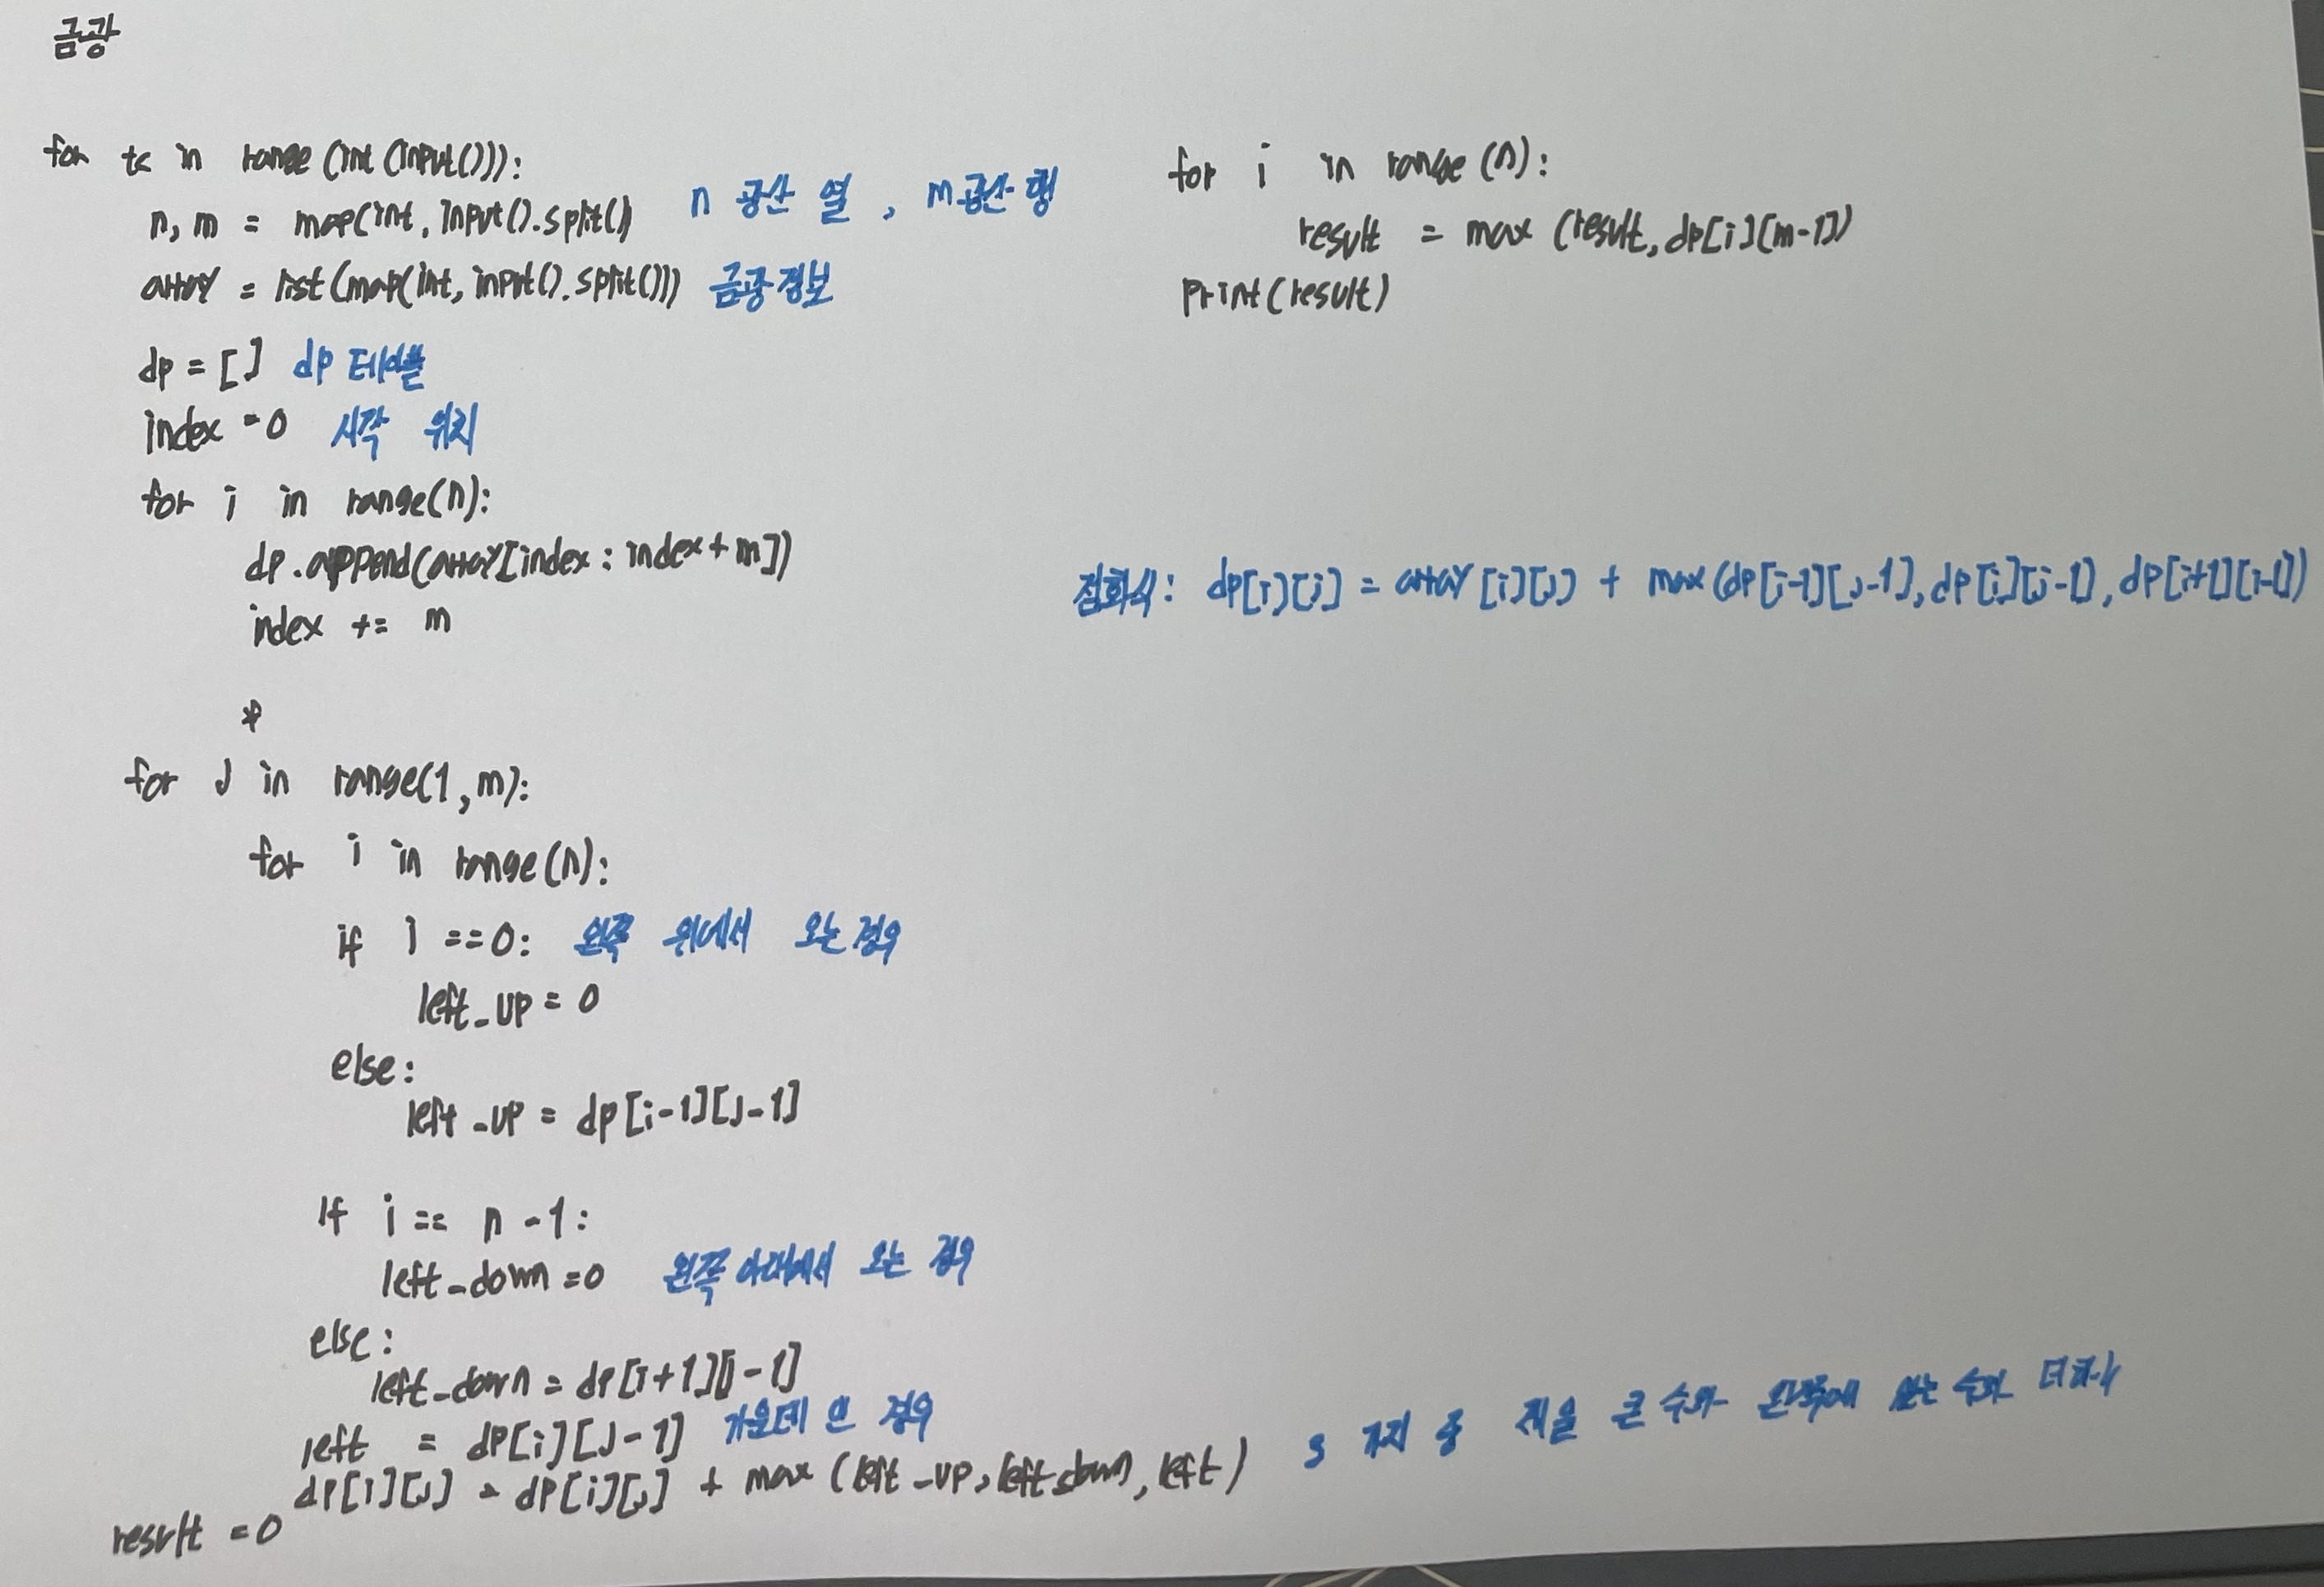 금광
for tc in range(int(input())):
n, m = map(int, input().split()) n 광산 열, m 광산 행
array = list(map(int, input().split())) 금광 정보
dp = [] dp 테이블
index = 0 시작 위치
for i in range(n):
dp.append(array[index : index + m])
index += m
*
for j in range(1, m):
for i in range(n):
if i == 0: 왼쪽 위에서 오는 경우
left_up = 0
else:
left_up = dp[i-1][j-1]
if i == n - 1:
left_down = 0 왼쪽 아래에서 오는 경우
else:
left_down = dp[i+1][j-1]
left = dp[i][j-1] 가운데 인 경우
dp[i][j] = dp[i][j] + max (left_up, left_down, left) 3 가지 중 제일 큰 수와 왼쪽에 있는 수와 더하기
result = 0
for i in range(n):
result = max (result, dp[i][m-1])
print(result)
점화식: dp[i][j] = array[i][j] + max(dp[i-1][j-1], dp[i][j-1], dp[i+1][j-1])